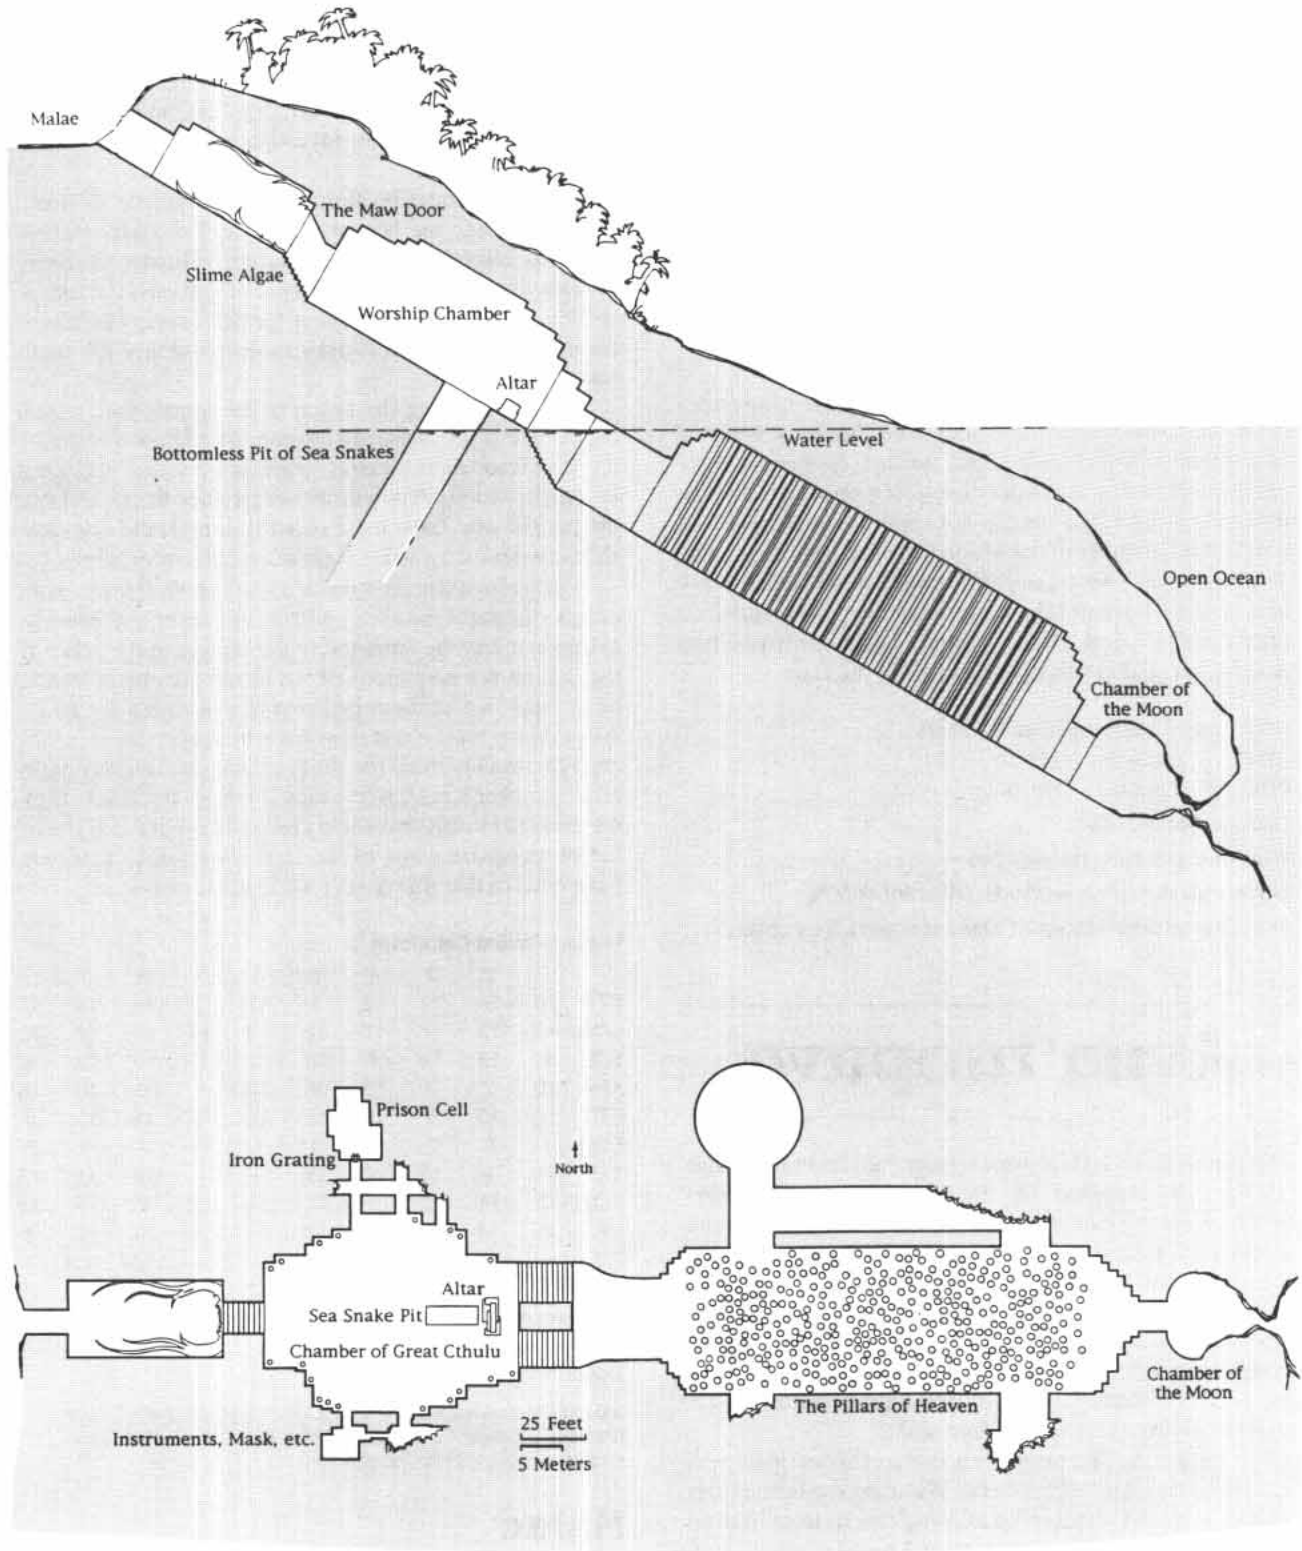 Malae
The Maw Door
Slime Algae
Worship Chamber
Altar
Water Level
Bottomless Pit of Sea Snakes
Open Ocean
Chamber of
the Moon
Prison Cell
Iron Grating
North
Altar
Sea Snake Pit
Chamber of Great Cthulu
Chamber of
the Moon
The Pillars of Heaven
25 Feet
Instruments, Mask, etc.
5 Meters